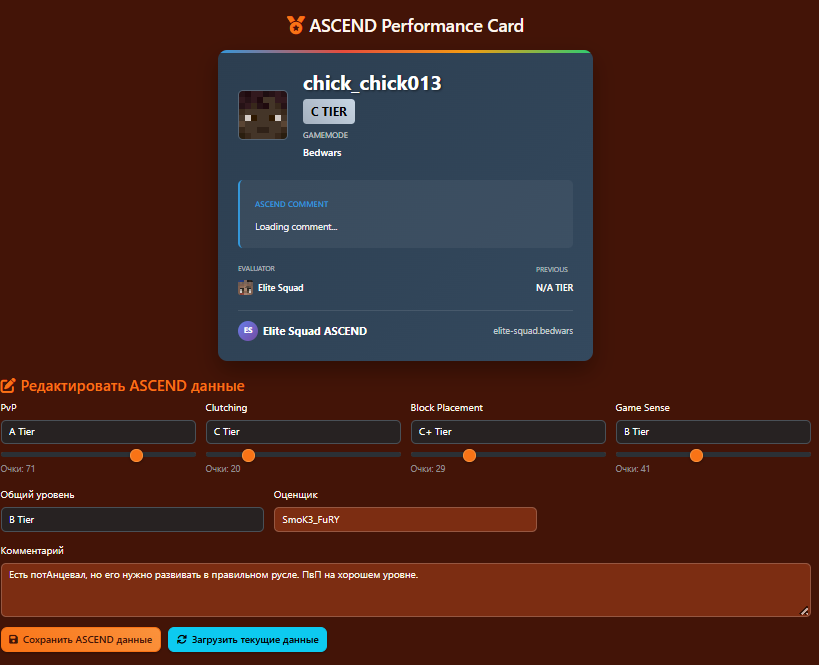 ASCEND Performance Card
chick_chick013
C TIER
GAMEMODE
Bedwars
ASCEND COMMENT
Loading comment...
EVALUATOR
PREVIOUS
Elite Squad
N/A TIER
ES
Elite Squad ASCEND
elite-squad.bedwars
Редактировать ASCEND данные
PvP
Clutching
Block Placement
Game Sense
A Tier
C Tier
C+ Tier
B Tier
Очки: 71
Очки: 20
Очки: 29
Очки: 41
Общий уровень
Оценщик
B Tier
SmoK3_FuRY
Комментарий
Есть потАнцевал, но его нужно развивать в правильном русле. ПвП на хорошем уровне.
Сохранить ASCEND данные
Загрузить текущие данные